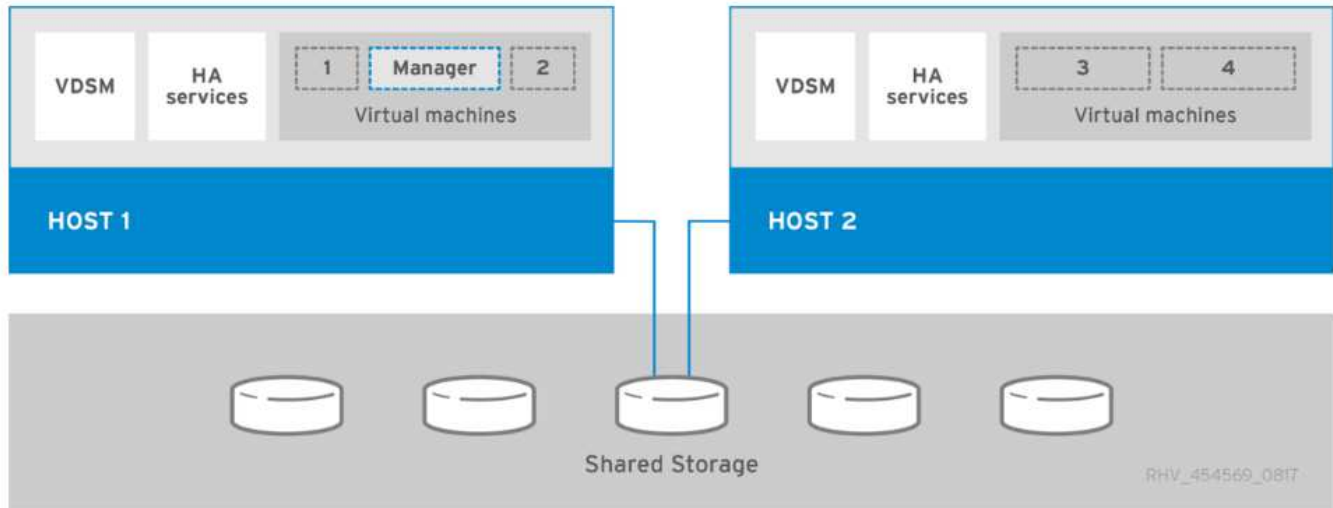 VDSM
HA
services
1
Manager
2
Virtual machines
HOST 1
VDSM
HA
services
3
4
Virtual machines
HOST 2
Shared Storage
RHV_454569_0817